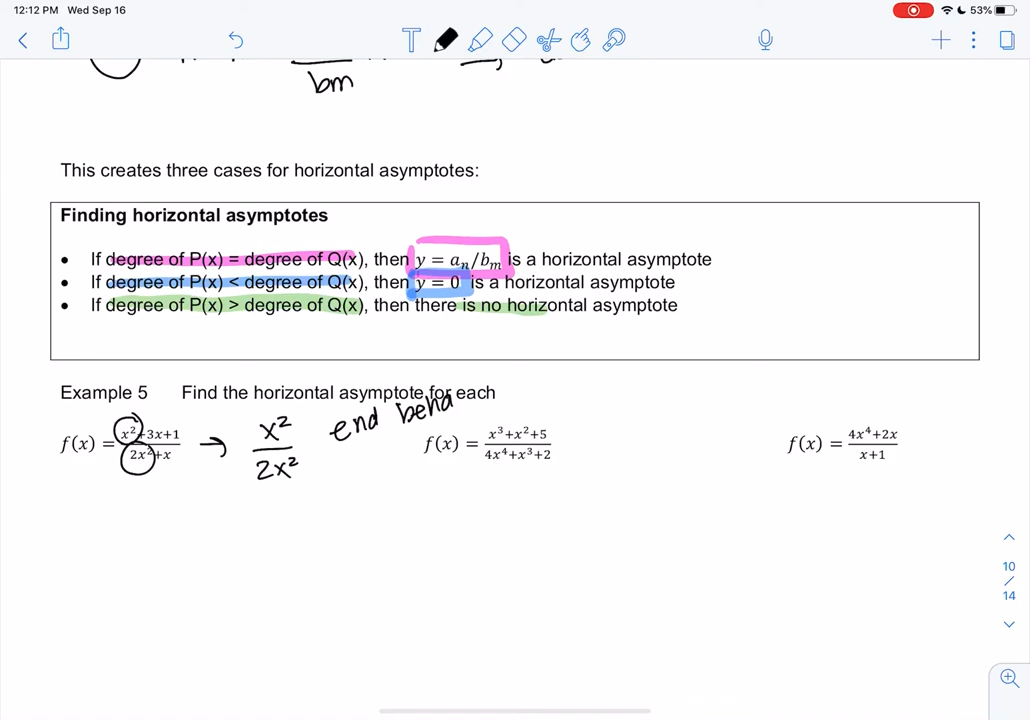 12:12 PM Wed Sep 16 53%
T
bm
This creates three cases for horizontal asymptotes:
Finding horizontal asymptotes
• If degree of P(x) = degree of Q(x), then y = aₙ/bₘ is a horizontal asymptote
• If degree of P(x) < degree of Q(x), then y = 0 is a horizontal asymptote
• If degree of P(x) > degree of Q(x), then there is no horizontal asymptote
Example 5 Find the horizontal asymptote for each
f(x) = (x²+3x+1)/(2x²+x) → x²/2x² end beha
f(x) = (x³+x²+5)/(4x⁴+x³+2)
f(x) = (4x⁴+2x)/(x+1)
10
/
14